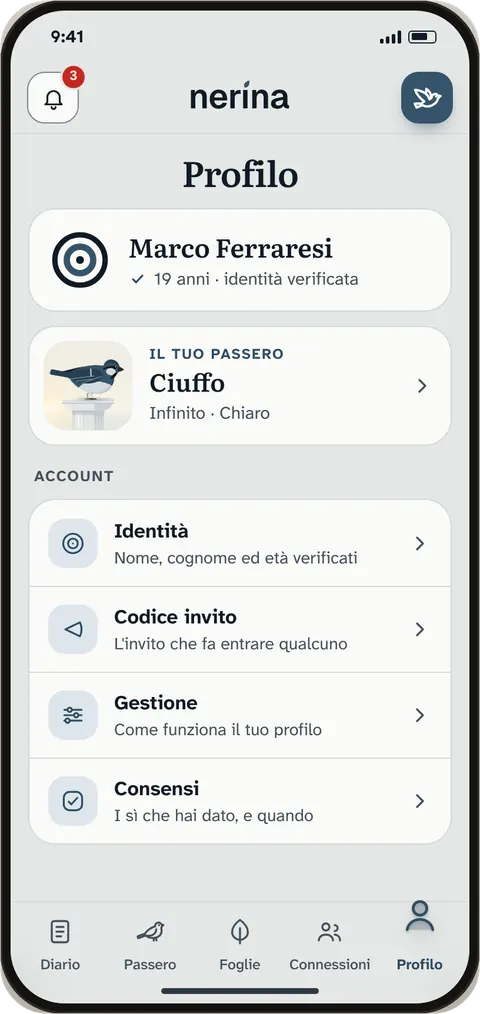 9:41
3
nerína
Profilo
Marco Ferraresi
19 anni · identità verificata
IL TUO PASSERO
Ciuffo
Infinito · Chiaro
ACCOUNT
Identità
Nome, cognome ed età verificati
Codice invito
L'invito che fa entrare qualcuno
Gestione
Come funziona il tuo profilo
Consensi
I sì che hai dato, e quando
Diario
Passero
Foglie
Connessioni
Profilo